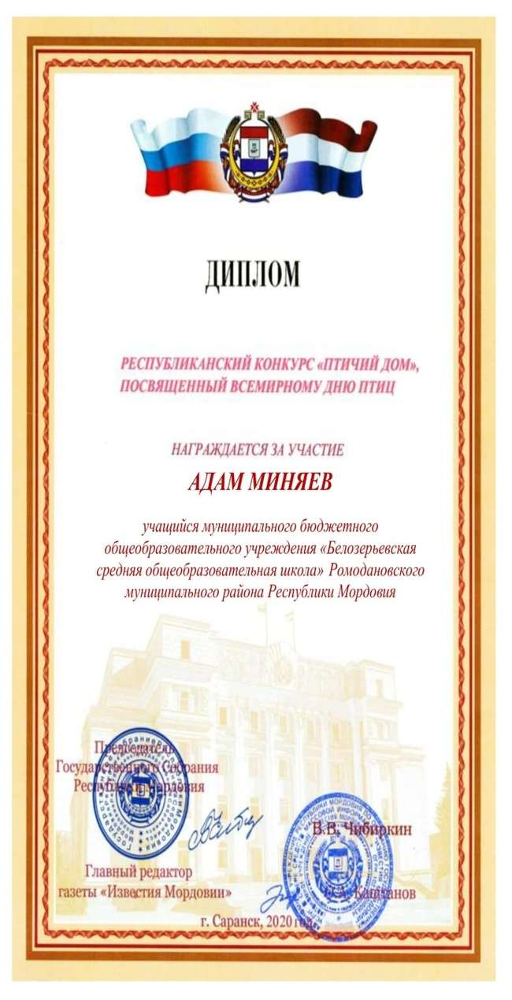 ДИПЛОМ
РЕСПУБЛИКАНСКИЙ КОНКУРС «ПТИЧИЙ ДОМ»,
ПОСВЯЩЕННЫЙ ВСЕМИРНОМУ ДНЮ ПТИЦ
НАГРАЖДАЕТСЯ ЗА УЧАСТИЕ
АДАМ МИНЯЕВ
учащийся муниципального бюджетного
общеобразовательного учреждения «Белозерьевская
средняя общеобразовательная школа» Ромодановского
муниципального района Республики Мордовия
Председатель
Государственного Собрания
Республики Мордовия
В.В. Чибиркин
Главный редактор
газеты «Известия Мордовии»
г. Саранск, 2020 год